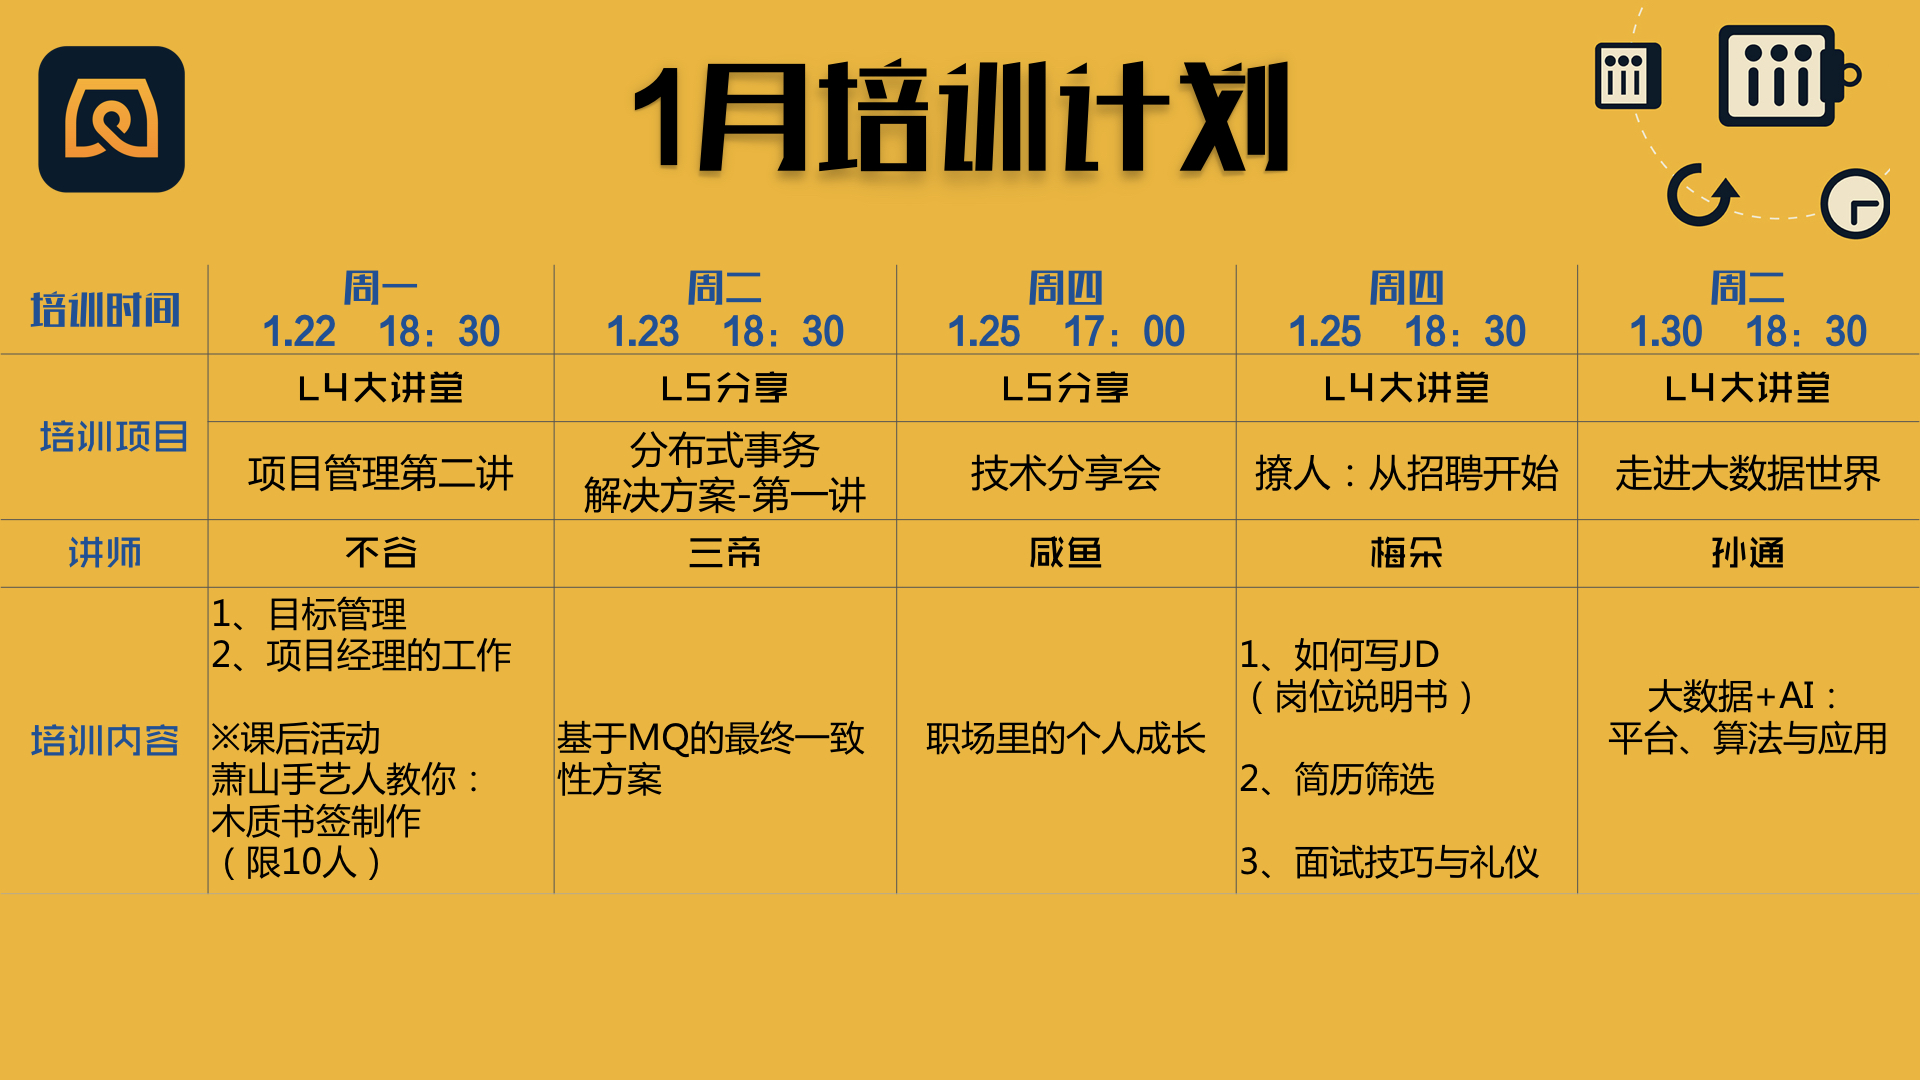 1月培训计划
培训时间
周一
1.22 18：30
周二
1.23 18：30
周四
1.25 17：00
周四
1.25 18：30
周二
1.30 18：30
培训项目
L4大讲堂
L5分享
L5分享
L4大讲堂
L4大讲堂
项目管理第二讲
分布式事务
解决方案-第一讲
技术分享会
撩人：从招聘开始
走进大数据世界
讲师
不谷
三帝
咸鱼
梅朵
孙通
培训内容
1、目标管理
2、项目经理的工作
※课后活动
萧山手艺人教你：
木质书签制作
（限10人）
基于MQ的最终一致
性方案
职场里的个人成长
1、如何写JD
（岗位说明书）
2、简历筛选
3、面试技巧与礼仪
大数据+AI：
平台、算法与应用